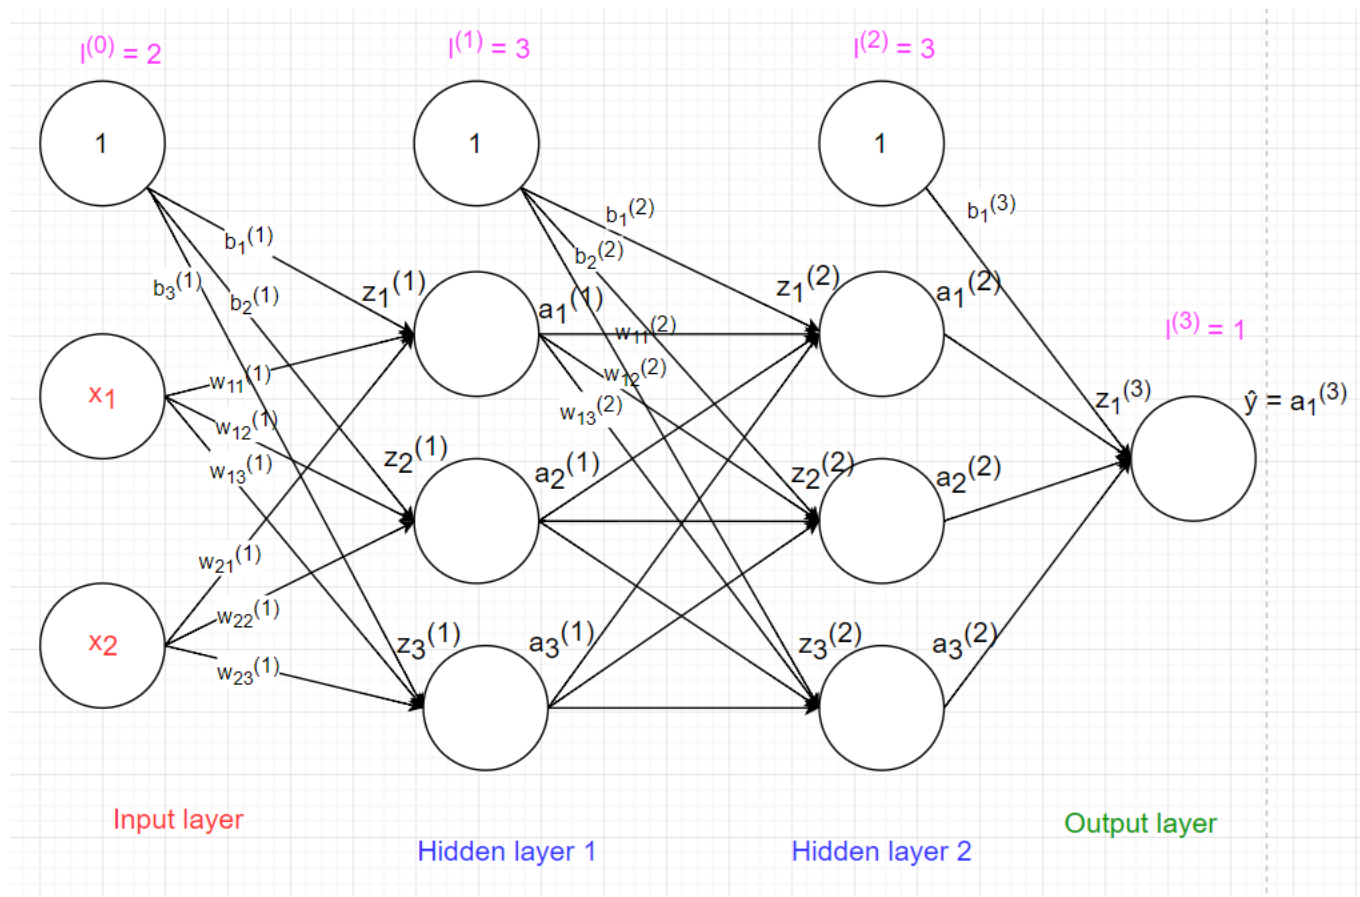 l⁽⁰⁾ = 2
l⁽¹⁾ = 3
l⁽²⁾ = 3
1
1
1
b₁⁽¹⁾
b₃⁽¹⁾
b₂⁽¹⁾
b₁⁽²⁾
b₂⁽²⁾
b₁⁽³⁾
z₁⁽¹⁾
a₁⁽¹⁾
z₁⁽²⁾
a₁⁽²⁾
l⁽³⁾ = 1
x₁
w₁₁⁽¹⁾
w₁₂⁽¹⁾
w₁₃⁽¹⁾
w₁₁⁽²⁾
w₁₂⁽²⁾
w₁₃⁽²⁾
z₁⁽³⁾
ŷ = a₁⁽³⁾
z₂⁽¹⁾
a₂⁽¹⁾
z₂⁽²⁾
a₂⁽²⁾
x₂
w₂₁⁽¹⁾
w₂₂⁽¹⁾
w₂₃⁽¹⁾
z₃⁽¹⁾
a₃⁽¹⁾
z₃⁽²⁾
a₃⁽²⁾
Input layer
Hidden layer 1
Hidden layer 2
Output layer